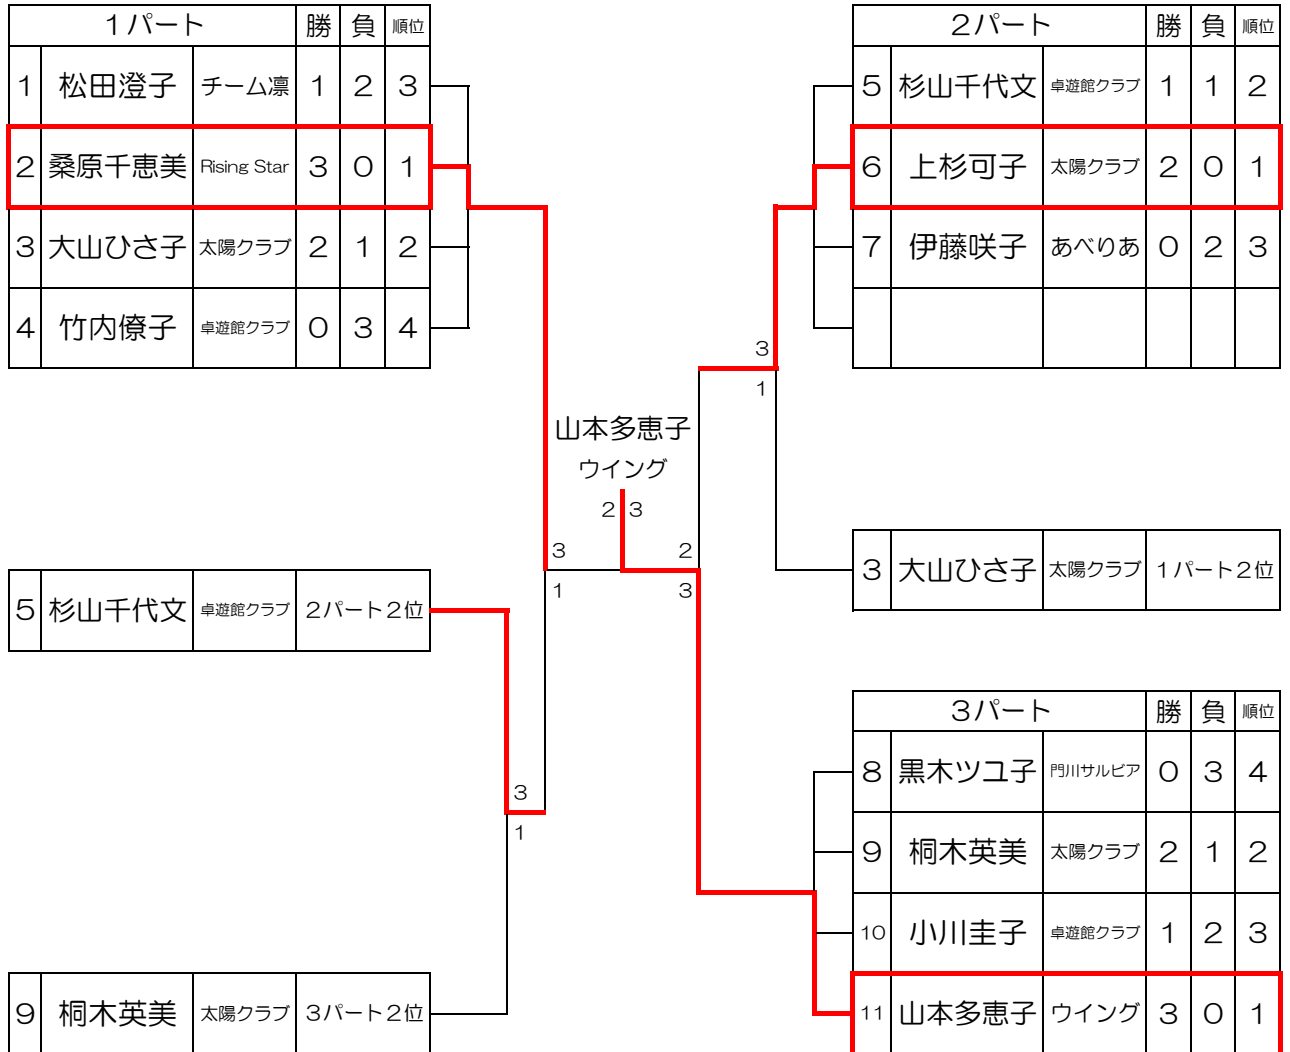 1パート 勝 負 順位
1 松田澄子 チーム凛 1 2 3
2 桑原千恵美 Rising Star 3 0 1
3 大山ひさ子 太陽クラブ 2 1 2
4 竹内僚子 卓遊館クラブ 0 3 4
2パート 勝 負 順位
5 杉山千代文 卓遊館クラブ 1 1 2
6 上杉可子 太陽クラブ 2 0 1
7 伊藤咲子 あべりあ 0 2 3
3
1
山本多恵子
ウイング
2 3
3
1
2
3
3 大山ひさ子 太陽クラブ 1パート2位
5 杉山千代文 卓遊館クラブ 2パート2位
3
1
9 桐木英美 太陽クラブ 3パート2位
3パート 勝 負 順位
8 黒木ツユ子 門川サルビア 0 3 4
9 桐木英美 太陽クラブ 2 1 2
10 小川圭子 卓遊館クラブ 1 2 3
11 山本多恵子 ウイング 3 0 1